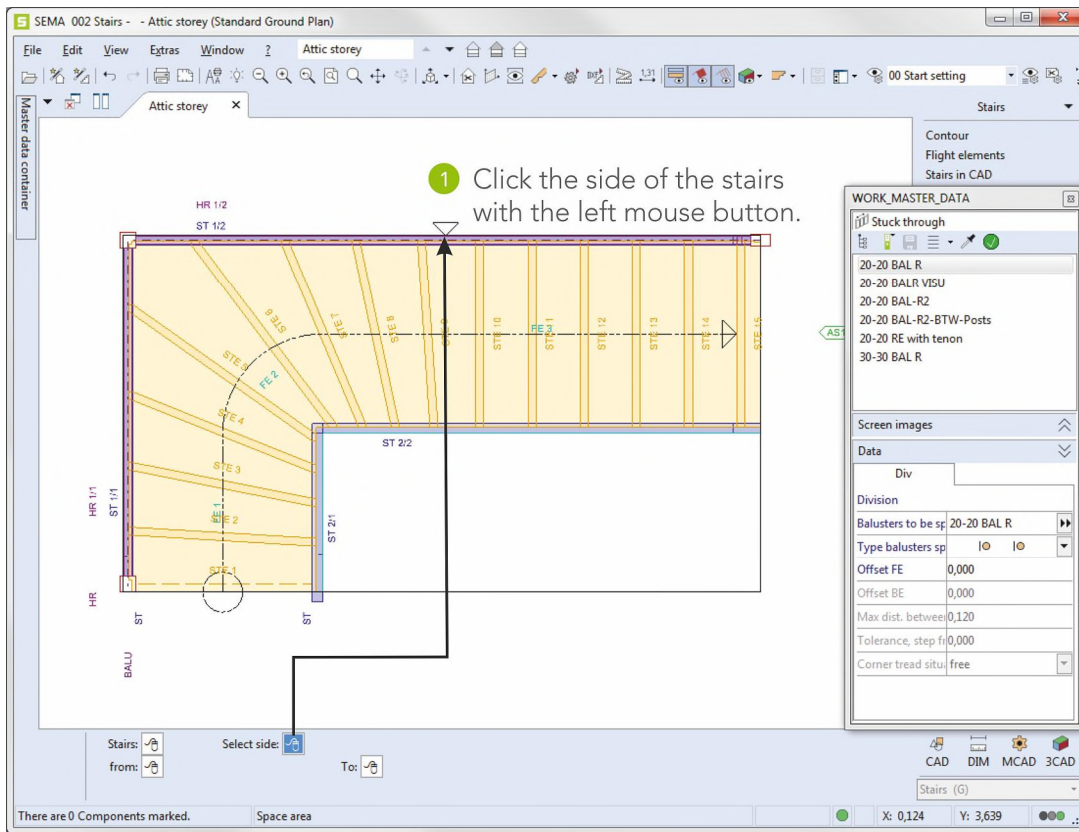 SEMA 002 Stairs - - Attic storey (Standard Ground Plan)
File Edit View Extras Window ? Attic storey
1,31
00 Start setting
Master data container
Attic storey
Stairs
Contour
Flight elements
Stairs in CAD
1 Click the side of the stairs
with the left mouse button.
WORK_MASTER_DATA
Stuck through
20-20 BAL R
20-20 BALR VISU
20-20 BAL-R2
20-20 BAL-R2-BTW-Posts
20-20 RE with tenon
30-30 BAL R
Screen images
Data
Div
Division
Balusters to be sp 20-20 BAL R
Type balusters sp
Offset FE 0,000
Offset BE 0,000
Max dist. between 0,120
Tolerance, step fr 0,000
Corner tread situ: free
HR 1/2
ST 1/2
STE 6
STE 7
STE 8
STE 10
FE 3
STE 12
STE 13
STE 14
STE 15
AS1
STE 5
FE 2
STE 4
STE 3
FE 1
STE 2
STE 1
ST 2/2
ST 2/1
HR 1/1
ST 1/1
HR
ST
ST
BALU
Stairs: Select side:
from: To:
CAD DIM MCAD 3CAD
Stairs (G)
There are 0 Components marked. Space area X: 0,124 Y: 3,639